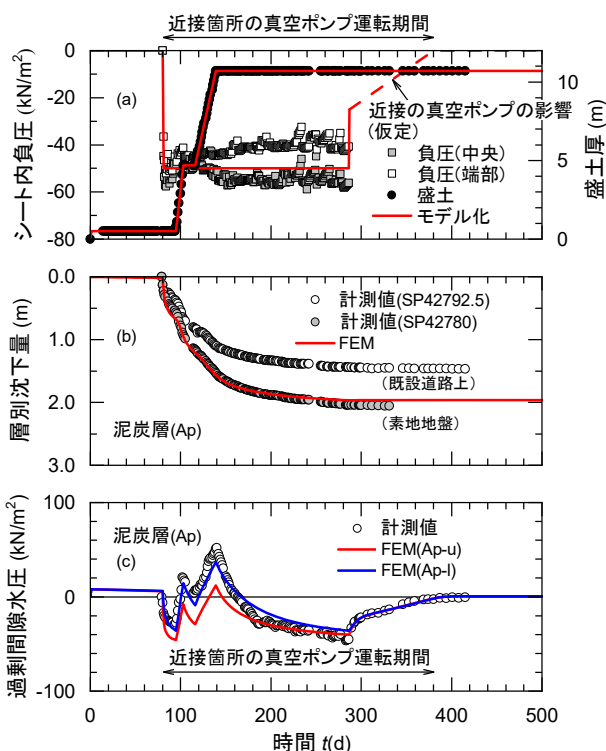 近接箇所の真空ポンプ運転期間
シート内負圧 (kN/m²)
0
-20
-40
-60
-80
(a)
近接の真空ポンプの影響
(仮定)
負圧(中央)
負圧(端部)
盛土
モデル化
10
5
0
盛土厚 (m)
層別沈下量 (m)
0.0
1.0
2.0
3.0
(b)
計測値(SP42792.5)
計測値(SP42780)
FEM
(既設道路上)
(素地地盤)
泥炭層(Ap)
過剰間隙水圧 (kN/m²)
100
0
-100
泥炭層(Ap)
(c)
計測値
FEM(Ap-u)
FEM(Ap-l)
近接箇所の真空ポンプ運転期間
0 100 200 300 400 500
時間 t(d)